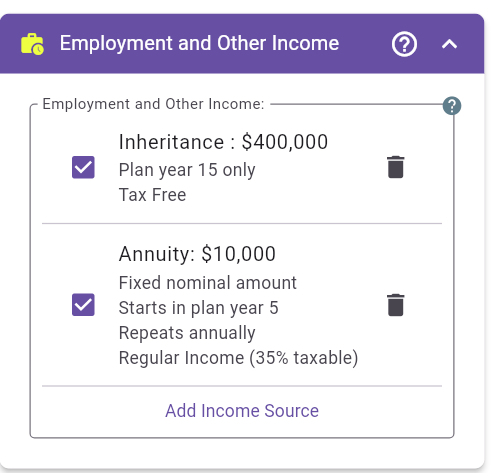 Employment and Other Income
?
Employment and Other Income:
?
Inheritance : $400,000
Plan year 15 only
Tax Free
Annuity: $10,000
Fixed nominal amount
Starts in plan year 5
Repeats annually
Regular Income (35% taxable)
Add Income Source